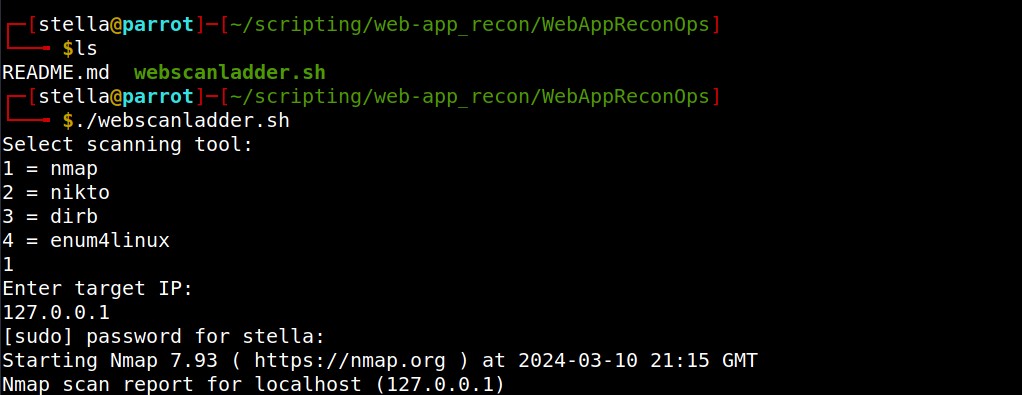 ┌─[stella@parrot]─[~/scripting/web-app_recon/WebAppReconOps]
└──╼ $ls
README.md  webscanladder.sh
┌─[stella@parrot]─[~/scripting/web-app_recon/WebAppReconOps]
└──╼ $./webscanladder.sh
Select scanning tool:
1 = nmap
2 = nikto
3 = dirb
4 = enum4linux
1
Enter target IP:
127.0.0.1
[sudo] password for stella:
Starting Nmap 7.93 ( https://nmap.org ) at 2024-03-10 21:15 GMT
Nmap scan report for localhost (127.0.0.1)